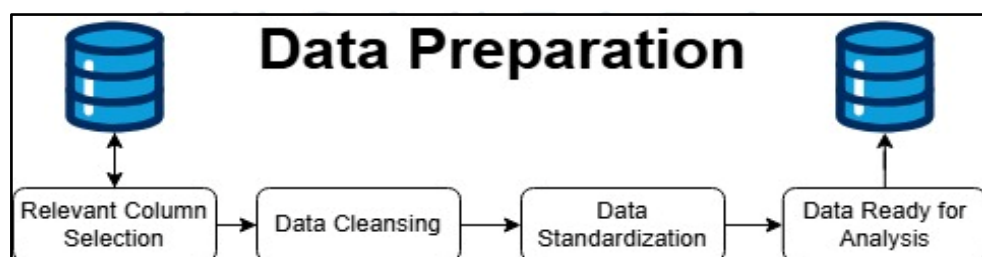 Data Preparation
Relevant Column
Selection
Data Cleansing
Data
Standardization
Data Ready for
Analysis